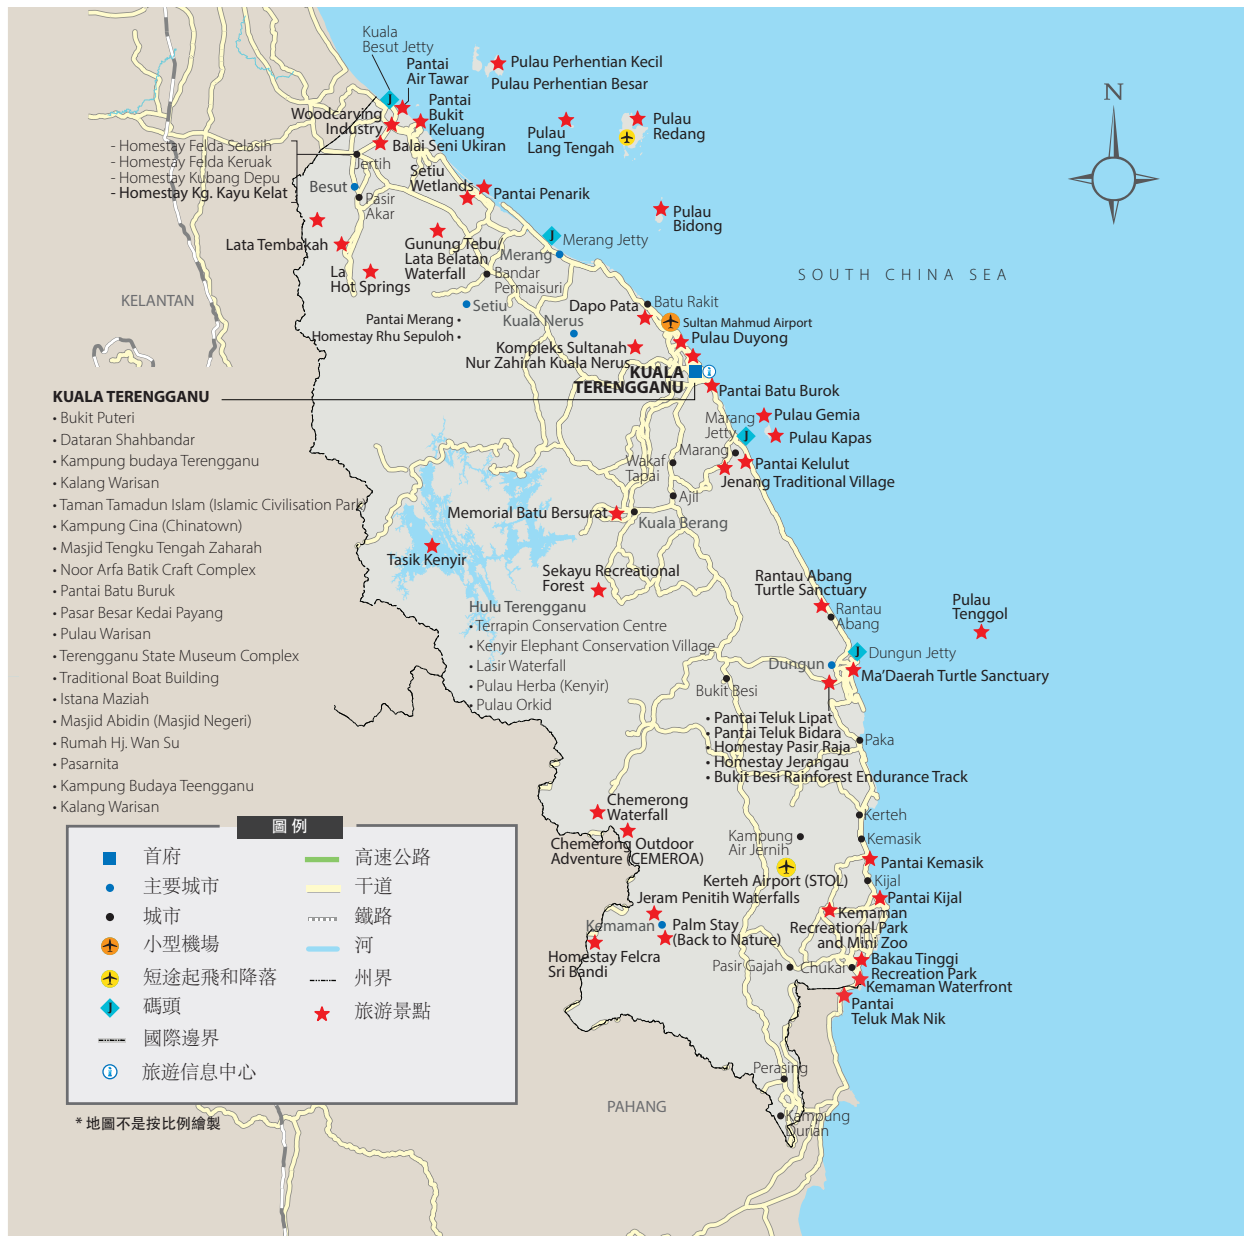 Kuala
Besut Jetty
Pantai
Air Tawar
Pulau Perhentian Kecil
Pulau Perhentian Besar
N
Woodcarving
Industry
Pantai
Bukit
Keluang
Pulau
Lang Tengah
Pulau
Redang
Balai Seni Ukiran
- Homestay Felda Selasih
- Homestay Felda Keruak
- Homestay Kubang Depu
- Homestay Kg. Kayu Kelat
Jertih
Besut
Pasir
Akar
Setiu
Wetlands
Pantai Penarik
Pulau
Bidong
Lata Tembakah
La
Hot Springs
Gunung Tebu/
Lata Belatan
Waterfall
Merang Jetty
Merang
Bandar
Permaisuri
SOUTH CHINA SEA
KELANTAN
Setiu
Pantai Merang •
Homestay Rhu Sepuloh •
Kuala Nerus
Dapo Pata
Batu Rakit
Sultan Mahmud Airport
Pulau Duyong
Kompleks Sultanah
Nur Zahirah Kuala Nerus
KUALA
TERENGGANU
Pantai Batu Burok
KUALA TERENGGANU
• Bukit Puteri
• Dataran Shahbandar
• Kampung budaya Terengganu
• Kalang Warisan
• Taman Tamadun Islam (Islamic Civilisation Park)
• Kampung Cina (Chinatown)
• Masjid Tengku Tengah Zaharah
• Noor Arfa Batik Craft Complex
• Pantai Batu Buruk
• Pasar Besar Kedai Payang
• Pulau Warisan
• Terengganu State Museum Complex
• Traditional Boat Building
• Istana Maziah
• Masjid Abidin (Masjid Negeri)
• Rumah Hj. Wan Su
• Pasarnita
• Kampung Budaya Teengganu
• Kalang Warisan
Marang
Jetty
Pulau Gemia
Pulau Kapas
Marang
Pantai Kelulut
Jenang Traditional Village
Wakaf
Tapai
Ajil
Memorial Batu Bersurat
Kuala Berang
Tasik Kenyir
Sekayu Recreational
Forest
Hulu Terengganu
• Terrapin Conservation Centre
• Kenyir Elephant Conservation Village
• Lasir Waterfall
• Pulau Herba (Kenyir)
• Pulau Orkid
Rantau Abang
Turtle Sanctuary
Rantau
Abang
Pulau
Tenggol
Dungun Jetty
Dungun
Ma'Daerah Turtle Sanctuary
Bukit Besi
• Pantai Teluk Lipat
• Pantai Teluk Bidara
• Homestay Pasir Raja
• Homestay Jerangau
• Bukit Besi Rainforest Endurance Track
Paka
Chemerong
Waterfall
Chemerong Outdoor
Adventure (CEMEROA)
Kerteh
Kampung
Air Jernih
Kemasik
Pantai Kemasik
Kerteh Airport (STOL)
Kijal
Pantai Kijal
Jeram Penitih Waterfalls
Kemaman
Palm Stay
(Back to Nature)
Homestay Felcra
Sri Bandi
Kemaman
Recreational Park
and Mini Zoo
Pasir Gajah
Chukai
Bakau Tinggi
Recreation Park
Kemaman Waterfront
Pantai
Teluk Mak Nik
Perasing
Kampung
Durian
PAHANG
圖例
首府
主要城市
城市
小型機場
短途起飛和降落
J
碼頭
國際邊界
旅遊信息中心
高速公路
干道
鐵路
河
州界
旅游景點
* 地圖不是按比例繪製